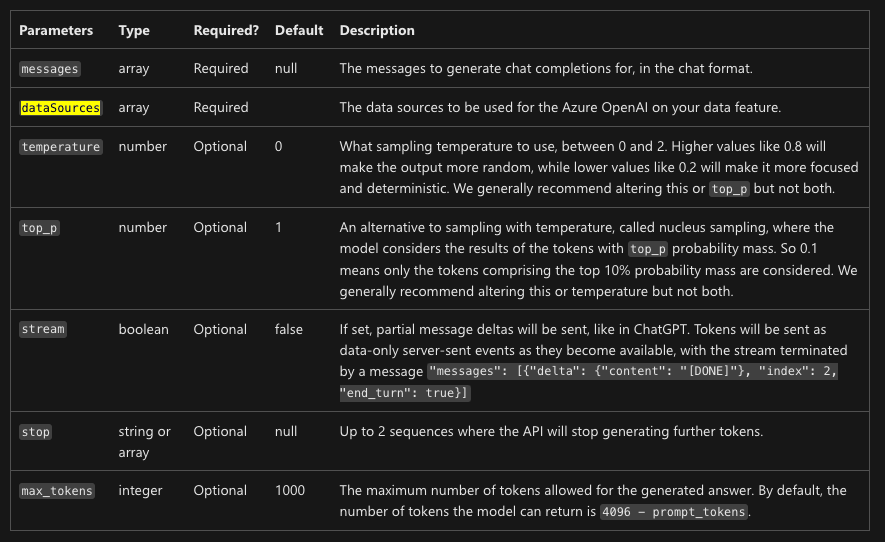 Parameters Type Required? Default Description
messages array Required null The messages to generate chat completions for, in the chat format.
dataSources array Required The data sources to be used for the Azure OpenAI on your data feature.
temperature number Optional 0 What sampling temperature to use, between 0 and 2. Higher values like 0.8 will
make the output more random, while lower values like 0.2 will make it more focused
and deterministic. We generally recommend altering this or top_p but not both.
top_p number Optional 1 An alternative to sampling with temperature, called nucleus sampling, where the
model considers the results of the tokens with top_p probability mass. So 0.1
means only the tokens comprising the top 10% probability mass are considered. We
generally recommend altering this or temperature but not both.
stream boolean Optional false If set, partial message deltas will be sent, like in ChatGPT. Tokens will be sent as
data-only server-sent events as they become available, with the stream terminated
by a message "messages": [{"delta": {"content": "[DONE]"}, "index": 2,
"end_turn": true}]
stop string or array Optional null Up to 2 sequences where the API will stop generating further tokens.
max_tokens integer Optional 1000 The maximum number of tokens allowed for the generated answer. By default, the
number of tokens the model can return is 4096 - prompt_tokens.